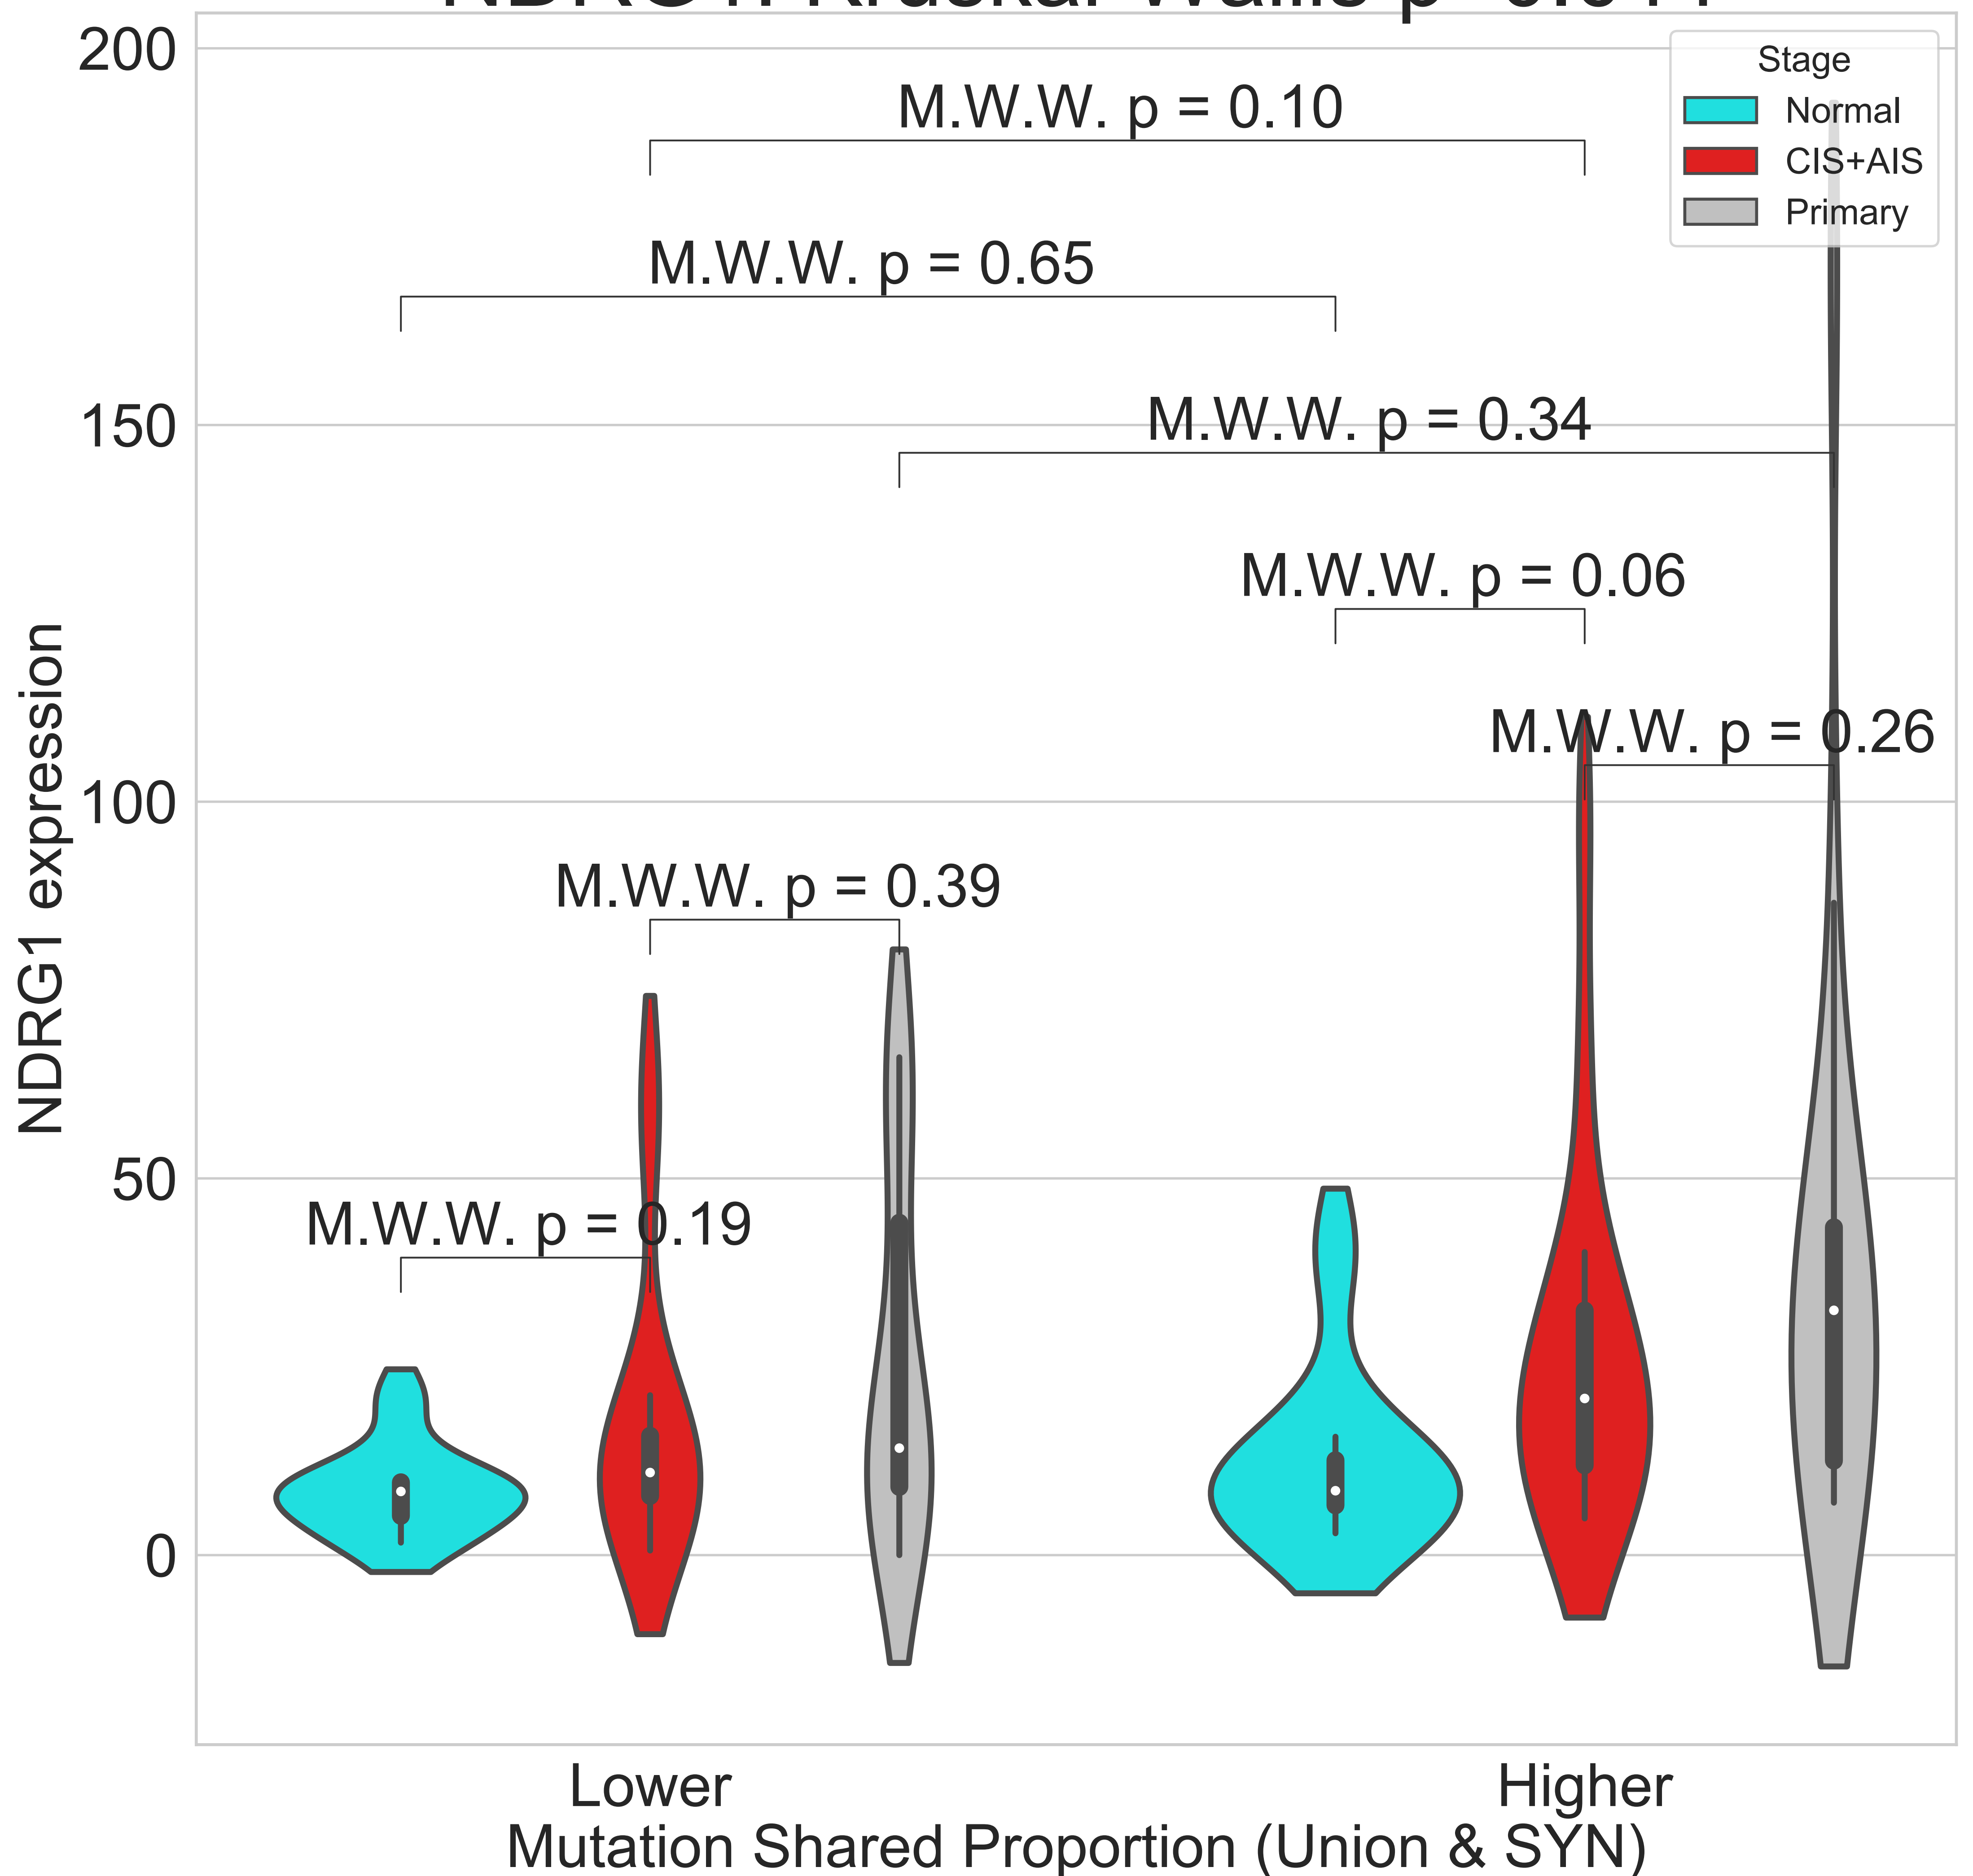 200
Stage
Normal
CIS+AIS
Primary
M.W.W. p = 0.10
M.W.W. p = 0.65
150
M.W.W. p = 0.34
M.W.W. p = 0.06
M.W.W. p = 0.26
100
NDRG1 expression
M.W.W. p = 0.39
50
M.W.W. p = 0.19
0
Lower
Higher
Mutation Shared Proportion (Union & SYN)